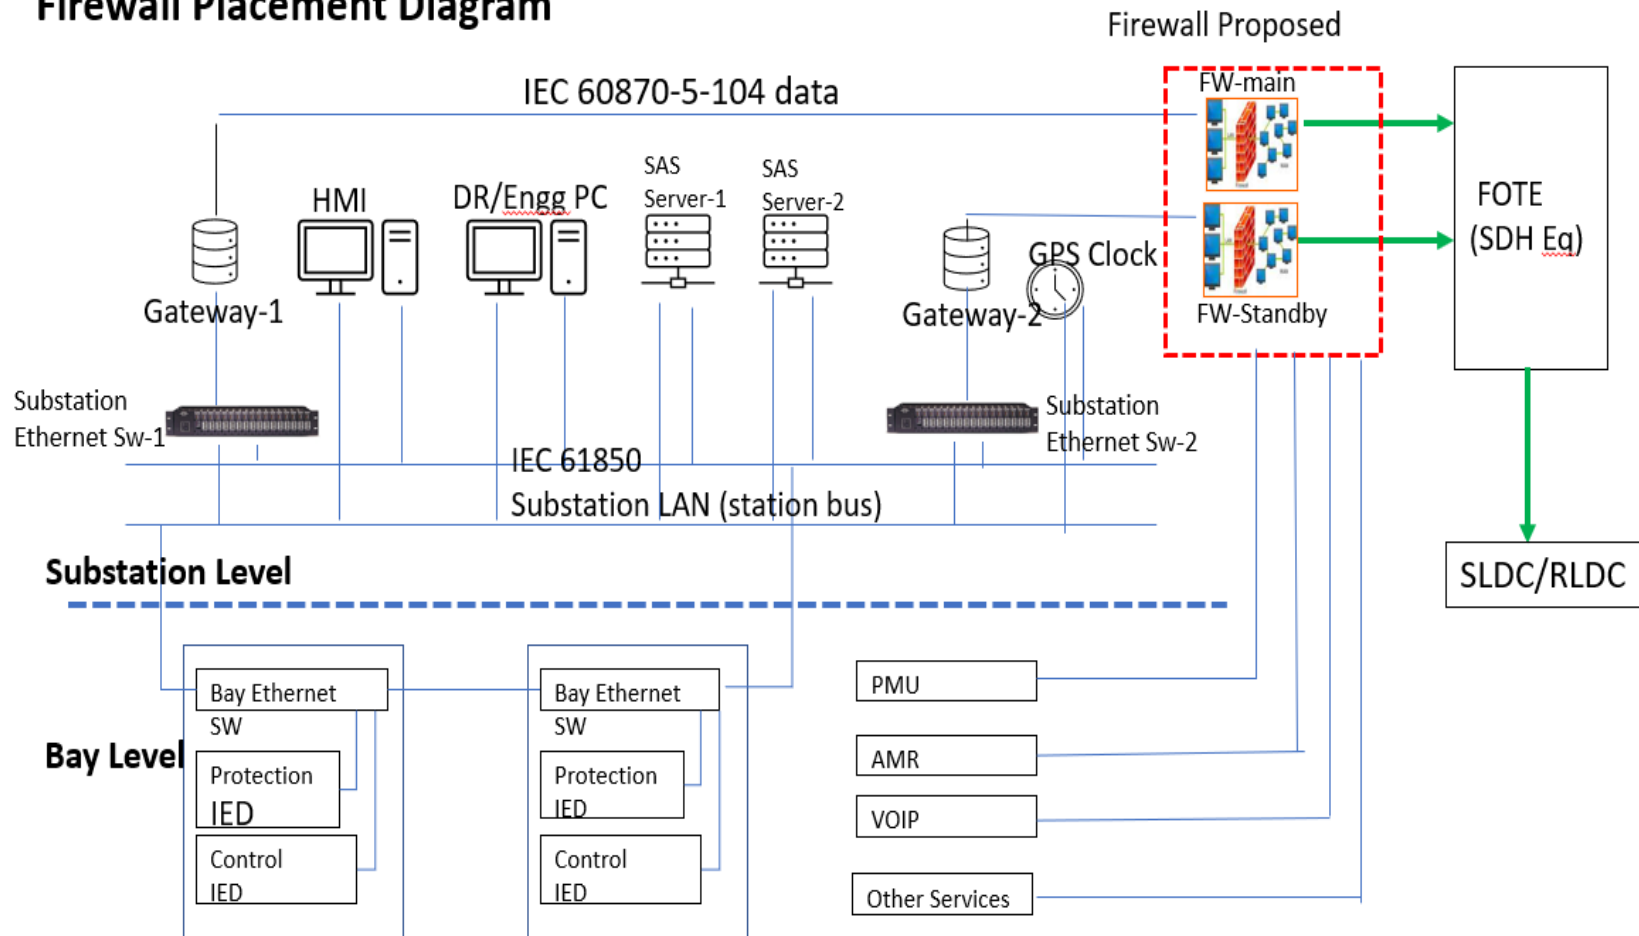 Firewall Placement Diagram
Firewall Proposed
IEC 60870-5-104 data
FW-main
SAS
Server-1
SAS
Server-2
HMI
DR/Engg PC
FOTE
(SDH Eq)
GPS Clock
Gateway-1
Gateway-2
FW-Standby
Substation
Ethernet Sw-1
Substation
Ethernet Sw-2
IEC 61850
Substation LAN (station bus)
Substation Level
SLDC/RLDC
Bay Ethernet
SW
Bay Ethernet
SW
PMU
Bay Level
AMR
Protection
IED
Protection
IED
VOIP
Control
IED
Control
IED
Other Services